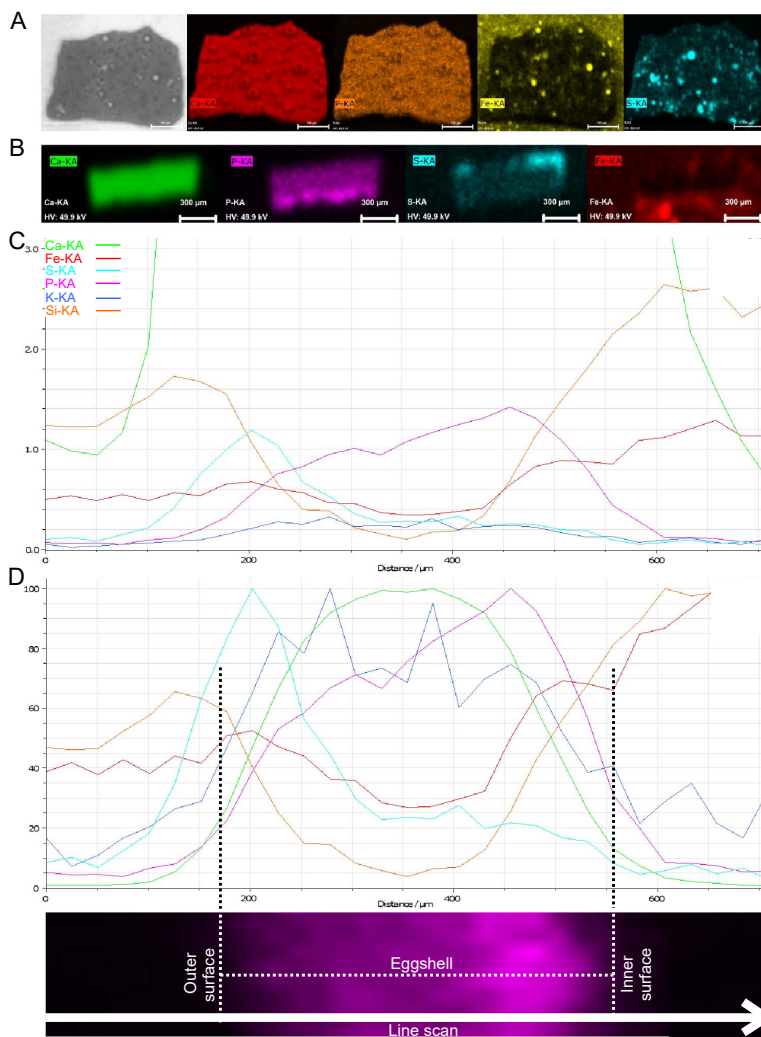 A
Ca-KA
P-KA
Fe-KA
S-KA
B
Ca-KA
P-KA
S-KA
Fe-KA
Ca-KA
300 µm
P-KA
300 µm
S-KA
300 µm
Fe-KA
300 µm
HV: 49.9 kV
HV: 49.9 kV
HV: 49.9 kV
HV: 49.9 kV
C
Ca-KA
Fe-KA
S-KA
P-KA
K-KA
Si-KA
3.0
2.0
1.0
0.0
0
200
400
600
Distance / µm
D
100
80
60
40
20
0
0
200
400
600
Distance / µm
Outer
surface
Eggshell
Inner
surface
Line scan